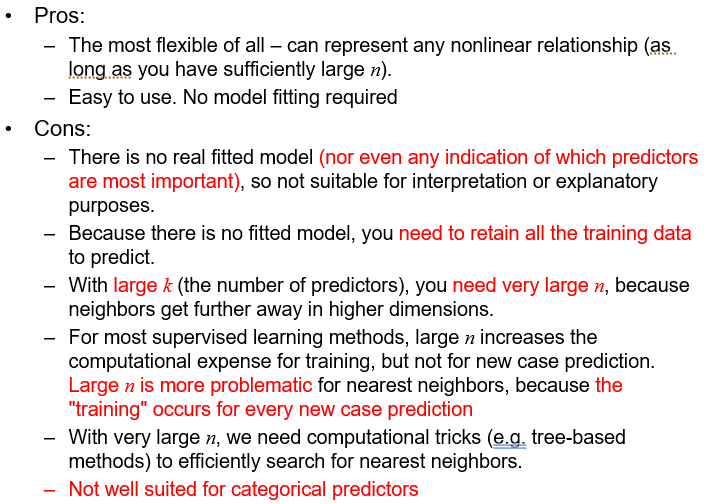 • Pros:
– The most flexible of all – can represent any nonlinear relationship (as
long as you have sufficiently large n).
– Easy to use. No model fitting required
• Cons:
– There is no real fitted model (nor even any indication of which predictors
are most important), so not suitable for interpretation or explanatory
purposes.
– Because there is no fitted model, you need to retain all the training data
to predict.
– With large k (the number of predictors), you need very large n, because
neighbors get further away in higher dimensions.
– For most supervised learning methods, large n increases the
computational expense for training, but not for new case prediction.
Large n is more problematic for nearest neighbors, because the
"training" occurs for every new case prediction
– With very large n, we need computational tricks (e.g. tree-based
methods) to efficiently search for nearest neighbors.
– Not well suited for categorical predictors